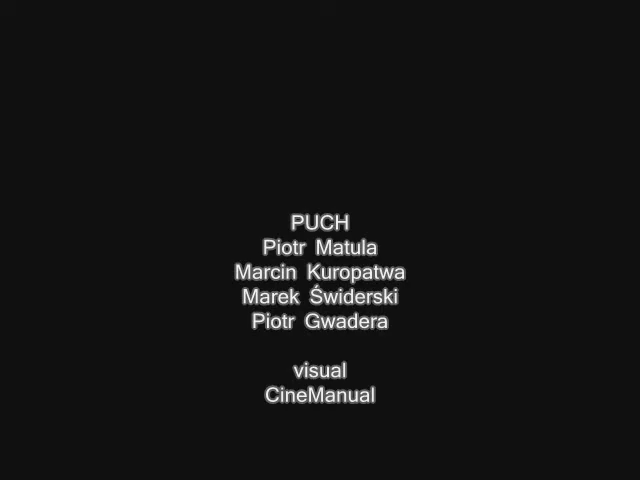 PUCH
Piotr Matula
Marcin Kuropatwa
Marek Świderski
Piotr Gwadera
visual
CineManual